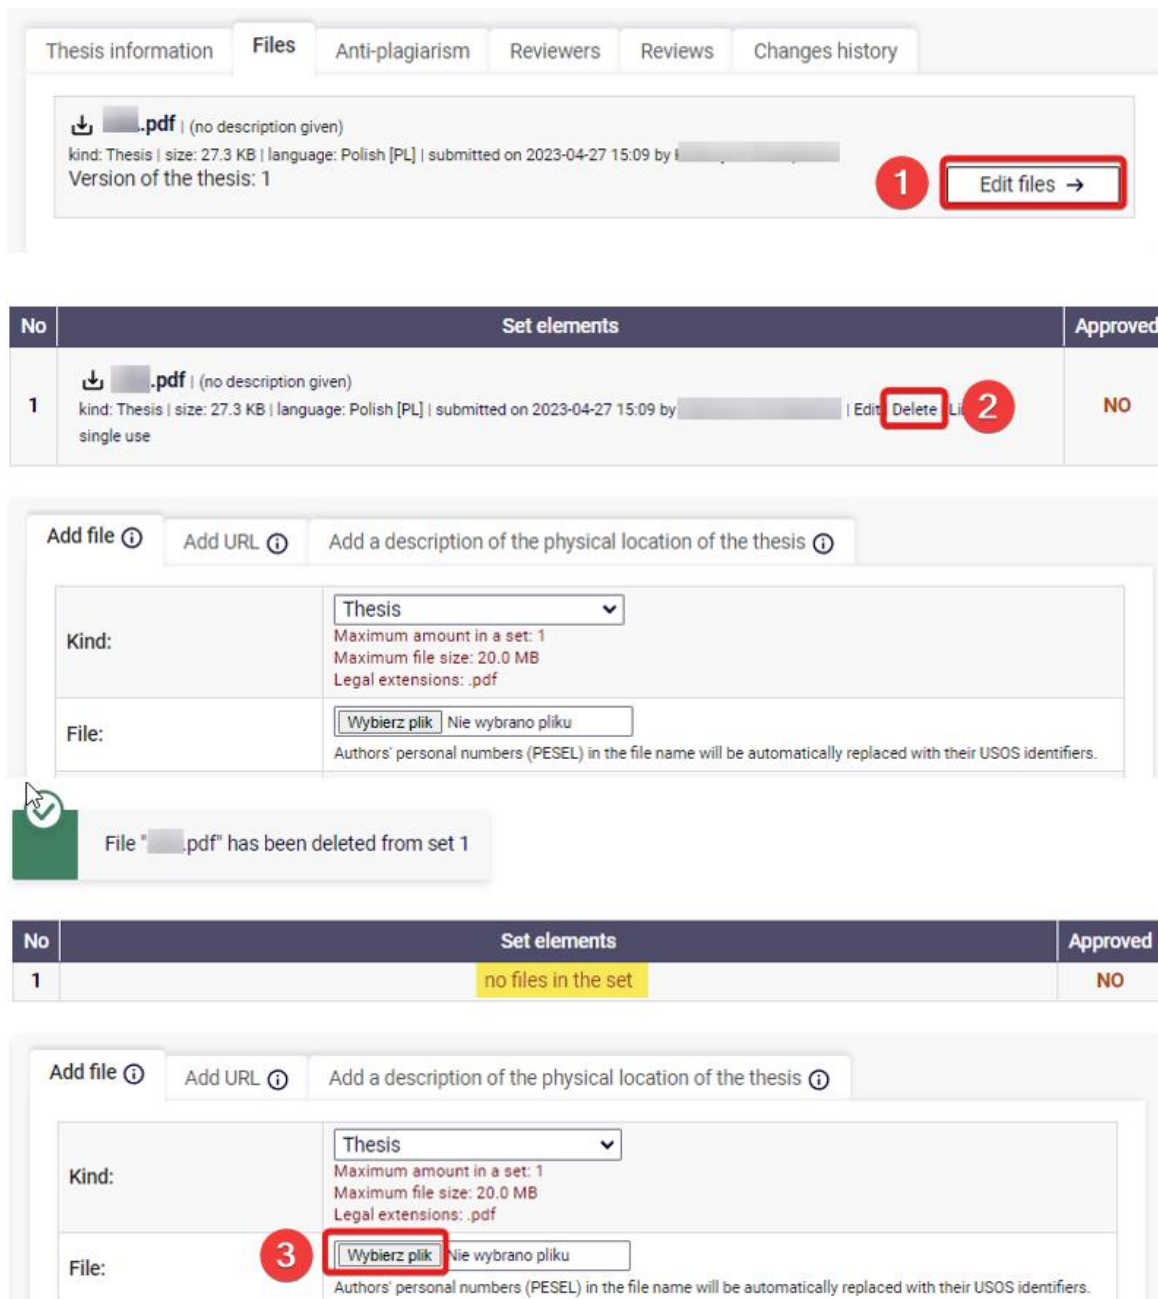 Thesis information Files Anti-plagiarism Reviewers Reviews Changes history
.pdf | (no description given)
kind: Thesis | size: 27.3 KB | language: Polish [PL] | submitted on 2023-04-27 15:09 by
Version of the thesis: 1
1 Edit files →
No Set elements Approved
.pdf | (no description given)
1 kind: Thesis | size: 27.3 KB | language: Polish [PL] | submitted on 2023-04-27 15:09 by | Edit Delete 2 NO
single use
Add file Add URL Add a description of the physical location of the thesis
Kind: Thesis
Maximum amount in a set: 1
Maximum file size: 20.0 MB
Legal extensions: .pdf
File: Wybierz plik Nie wybrano pliku
Authors' personal numbers (PESEL) in the file name will be automatically replaced with their USOS identifiers.
File " .pdf" has been deleted from set 1
No Set elements Approved
1 no files in the set NO
Add file Add URL Add a description of the physical location of the thesis
Kind: Thesis
Maximum amount in a set: 1
Maximum file size: 20.0 MB
Legal extensions: .pdf
File: 3 Wybierz plik Nie wybrano pliku
Authors' personal numbers (PESEL) in the file name will be automatically replaced with their USOS identifiers.